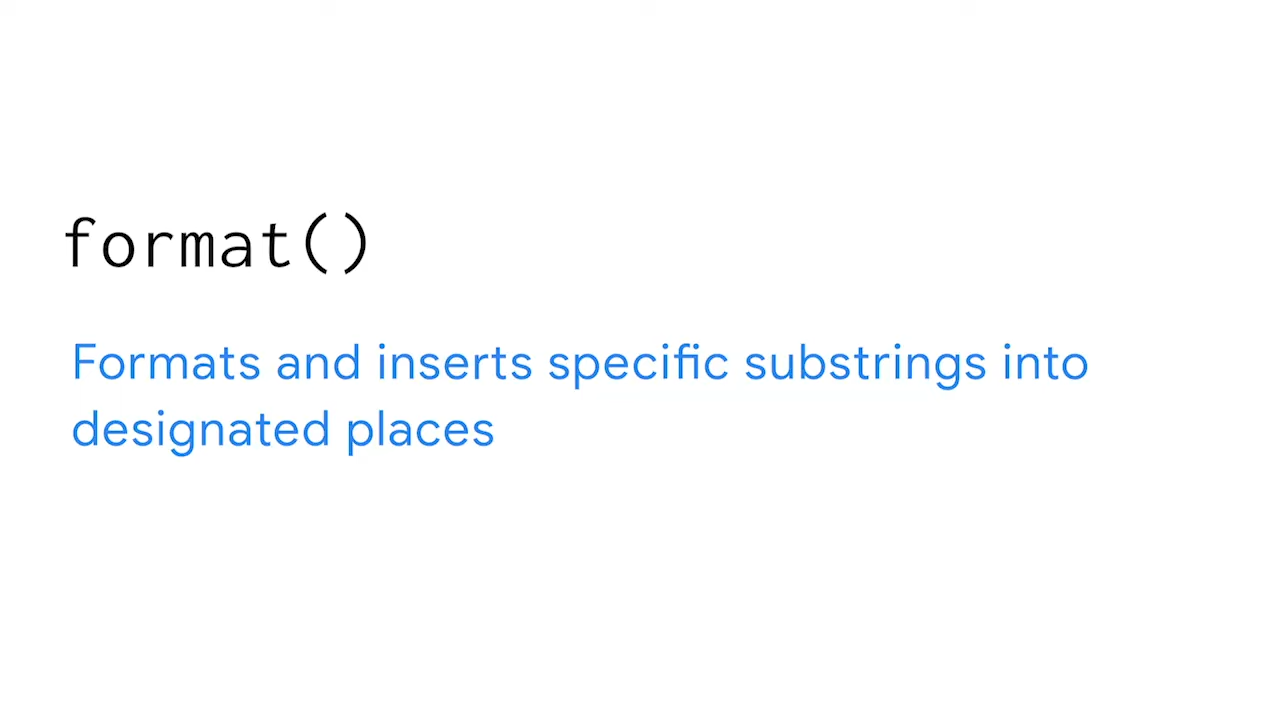 format()
Formats and inserts specific substrings into
designated places